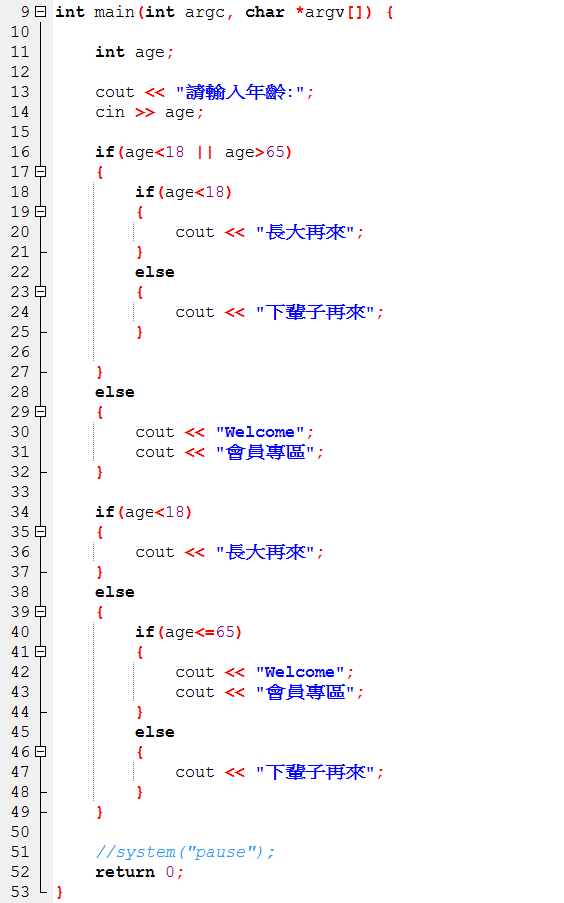 9 int main(int argc, char *argv[]) {
10
11     int age;
12
13     cout << "請輸入年齡:";
14     cin >> age;
15
16     if(age<18 || age>65)
17     {
18         if(age<18)
19         {
20             cout << "長大再來";
21         }
22         else
23         {
24             cout << "下輩子再來";
25         }
26
27     }
28     else
29     {
30         cout << "Welcome";
31         cout << "會員專區";
32     }
33
34     if(age<18)
35     {
36         cout << "長大再來";
37     }
38     else
39     {
40         if(age<=65)
41         {
42             cout << "Welcome";
43             cout << "會員專區";
44         }
45         else
46         {
47             cout << "下輩子再來";
48         }
49     }
50
51     //system("pause");
52     return 0;
53 }